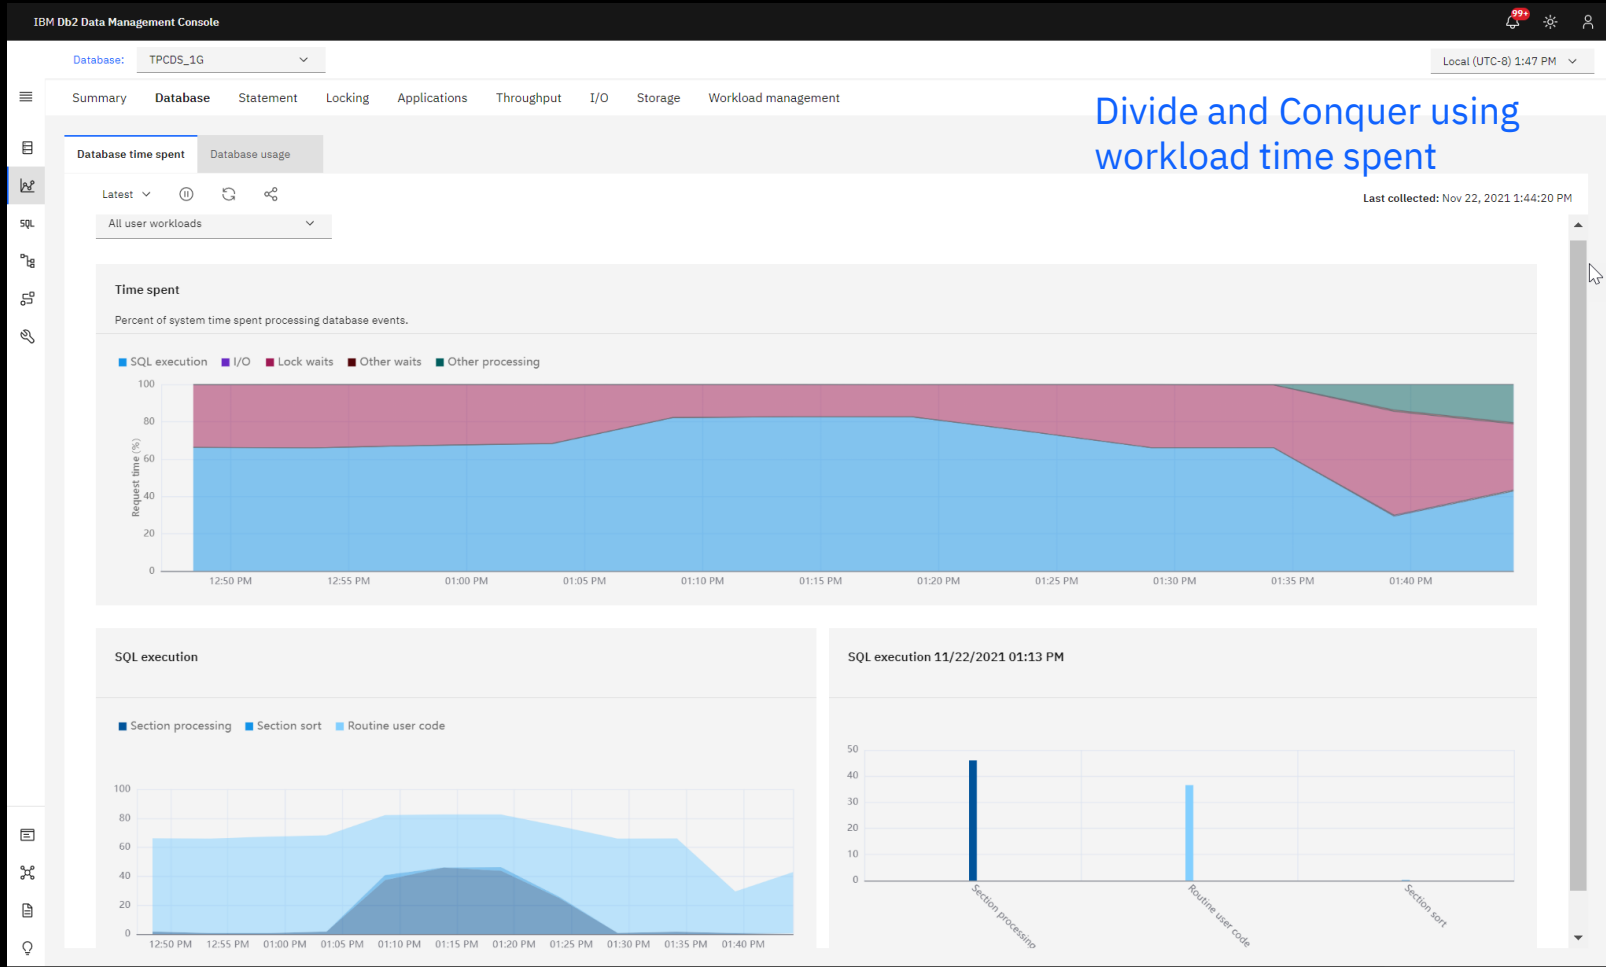 IBM Db2 Data Management Console
99+
Database:
TPCDS_1G
Local (UTC-8) 1:47 PM
Summary Database Statement Locking Applications Throughput I/O Storage Workload management
Divide and Conquer using
workload time spent
Database time spent
Database usage
Latest
Last collected: Nov 22, 2021 1:44:20 PM
SQL
All user workloads
Time spent
Percent of system time spent processing database events.
SQL execution I/O Lock waits Other waits Other processing
Request time (%)
100
80
60
40
20
0
12:50 PM 12:55 PM 01:00 PM 01:05 PM 01:10 PM 01:15 PM 01:20 PM 01:25 PM 01:30 PM 01:35 PM 01:40 PM
SQL execution
Section processing Section sort Routine user code
100
80
60
40
20
0
12:50 PM 12:55 PM 01:00 PM 01:05 PM 01:10 PM 01:15 PM 01:20 PM 01:25 PM 01:30 PM 01:35 PM 01:40 PM
SQL execution 11/22/2021 01:13 PM
50
40
30
20
10
0
Section processing
Routine user code
Section sort